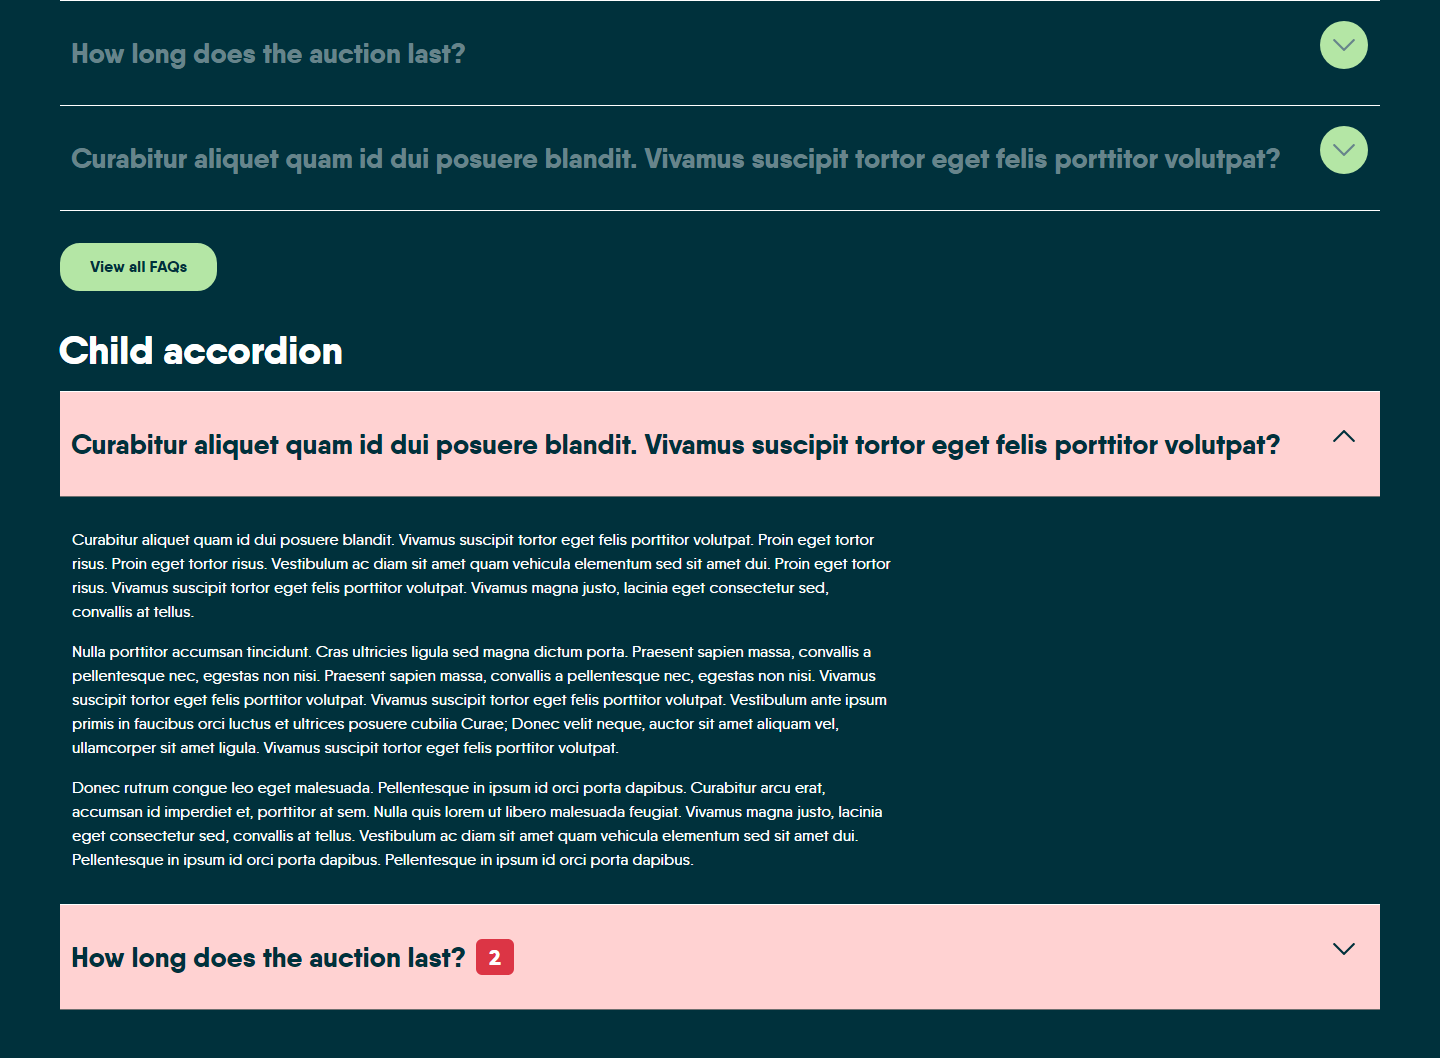 How long does the auction last?
Curabitur aliquet quam id dui posuere blandit. Vivamus suscipit tortor eget felis porttitor volutpat?
View all FAQs
Child accordion
Curabitur aliquet quam id dui posuere blandit. Vivamus suscipit tortor eget felis porttitor volutpat?
Curabitur aliquet quam id dui posuere blandit. Vivamus suscipit tortor eget felis porttitor volutpat. Proin eget tortor
risus. Proin eget tortor risus. Vestibulum ac diam sit amet quam vehicula elementum sed sit amet dui. Proin eget tortor
risus. Vivamus suscipit tortor eget felis porttitor volutpat. Vivamus magna justo, lacinia eget consectetur sed,
convallis at tellus.
Nulla porttitor accumsan tincidunt. Cras ultricies ligula sed magna dictum porta. Praesent sapien massa, convallis a
pellentesque nec, egestas non nisi. Praesent sapien massa, convallis a pellentesque nec, egestas non nisi. Vivamus
suscipit tortor eget felis porttitor volutpat. Vivamus suscipit tortor eget felis porttitor volutpat. Vestibulum ante ipsum
primis in faucibus orci luctus et ultrices posuere cubilia Curae; Donec velit neque, auctor sit amet aliquam vel,
ullamcorper sit amet ligula. Vivamus suscipit tortor eget felis porttitor volutpat.
Donec rutrum congue leo eget malesuada. Pellentesque in ipsum id orci porta dapibus. Curabitur arcu erat,
accumsan id imperdiet et, porttitor at sem. Nulla quis lorem ut libero malesuada feugiat. Vivamus magna justo, lacinia
eget consectetur sed, convallis at tellus. Vestibulum ac diam sit amet quam vehicula elementum sed sit amet dui.
Pellentesque in ipsum id orci porta dapibus. Pellentesque in ipsum id orci porta dapibus.
How long does the auction last? 2